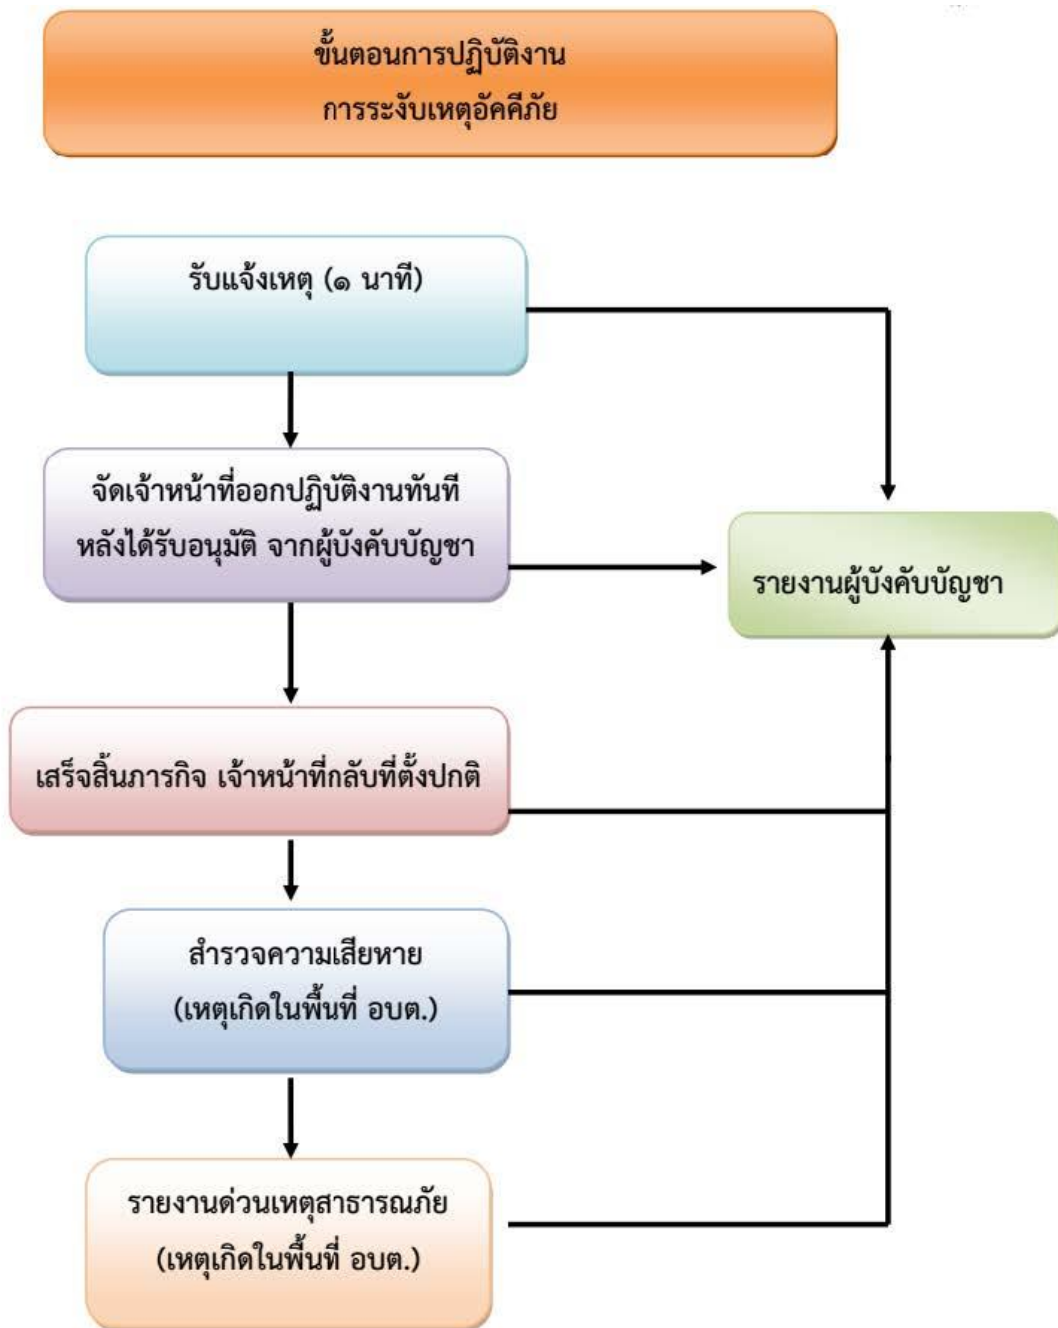 ขั้นตอนการปฏิบัติงาน
การระงับเหตุอัคคีภัย
รับแจ้งเหตุ (๑ นาที)
จัดเจ้าหน้าที่ออกปฏิบัติงานทันที
หลังได้รับอนุมัติ จากผู้บังคับบัญชา
รายงานผู้บังคับบัญชา
เสร็จสิ้นภารกิจ เจ้าหน้าที่กลับที่ตั้งปกติ
สำรวจความเสียหาย
(เหตุเกิดในพื้นที่ อบต.)
รายงานด่วนเหตุสาธารณภัย
(เหตุเกิดในพื้นที่ อบต.)